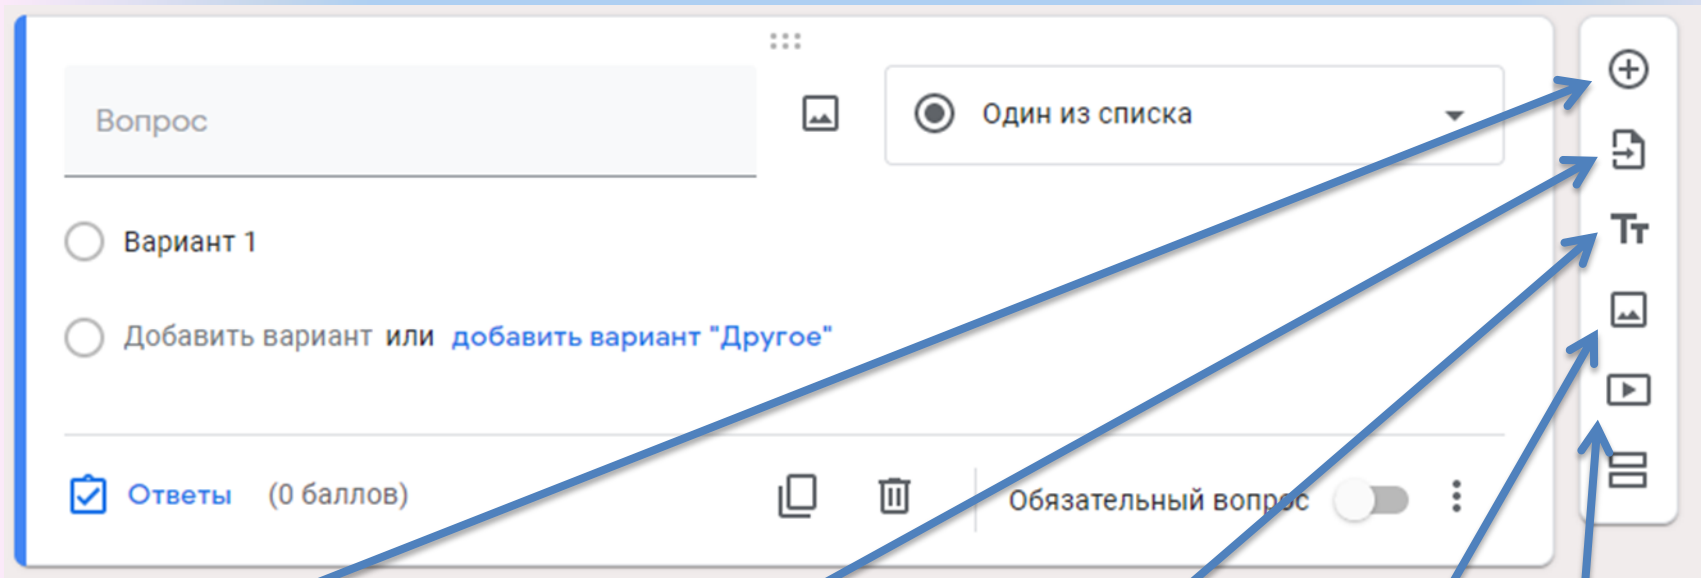 Вопрос
Один из списка
Вариант 1
Добавить вариант или добавить вариант "Другое"
Ответы (0 баллов)
Обязательный вопрос